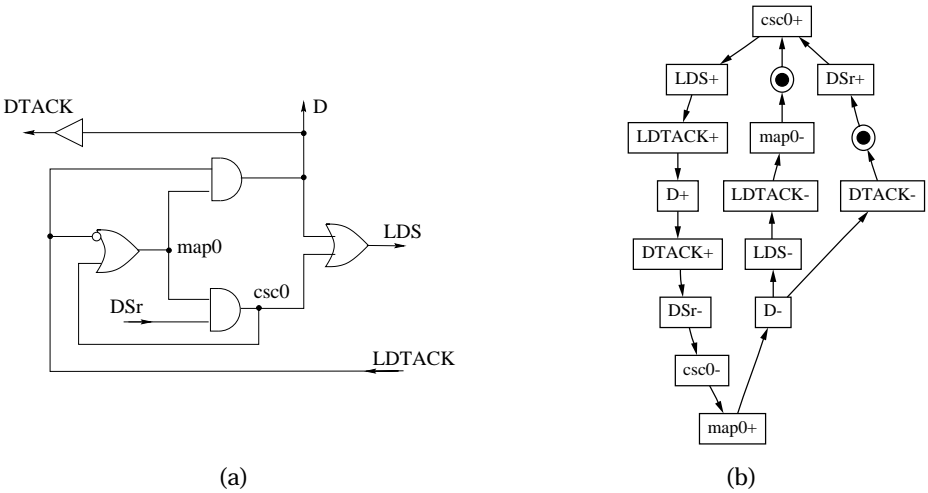 DTACK
D
LDS
map0
csc0
DSr
LDTACK
(a)
csc0+
LDS+
DSr+
LDTACK+
map0-
D+
LDTACK-
DTACK-
DTACK+
LDS-
DSr-
D-
csc0-
map0+
(b)